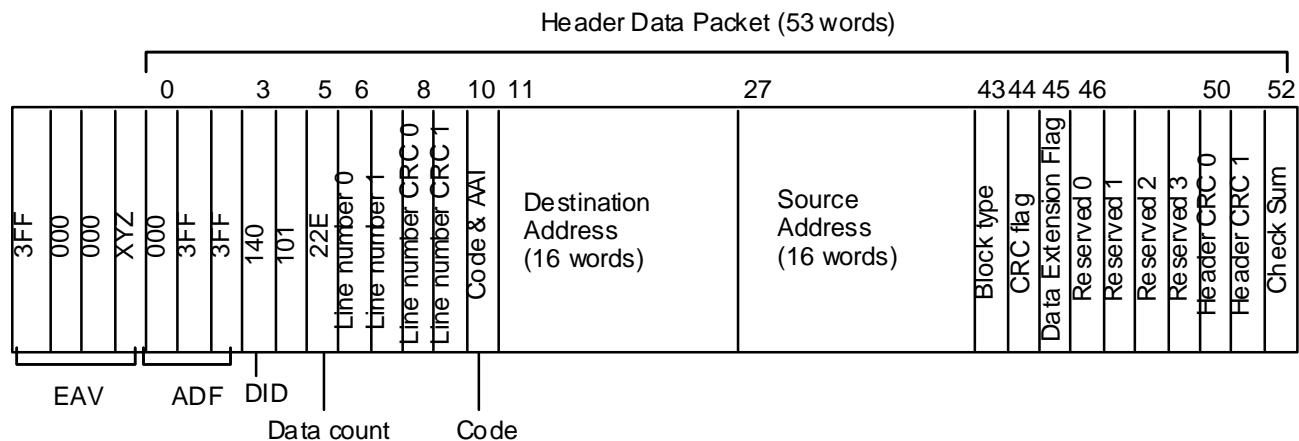 Header Data Packet (53 words)
0 3 5 6 8 10 11 27 43 44 45 46 50 52
3FF
000
000
XYZ
000
3FF
3FF
140
101
22E
Line number 0
Line number 1
Line number CRC 0
Line number CRC 1
Code & AAI
Destination
Address
(16 words)
Source
Address
(16 words)
Block type
CRC flag
Data Extension Flag
Reserved 0
Reserved 1
Reserved 2
Reserved 3
Header CRC 0
Header CRC 1
Check Sum
EAV ADF DID
Data count Code